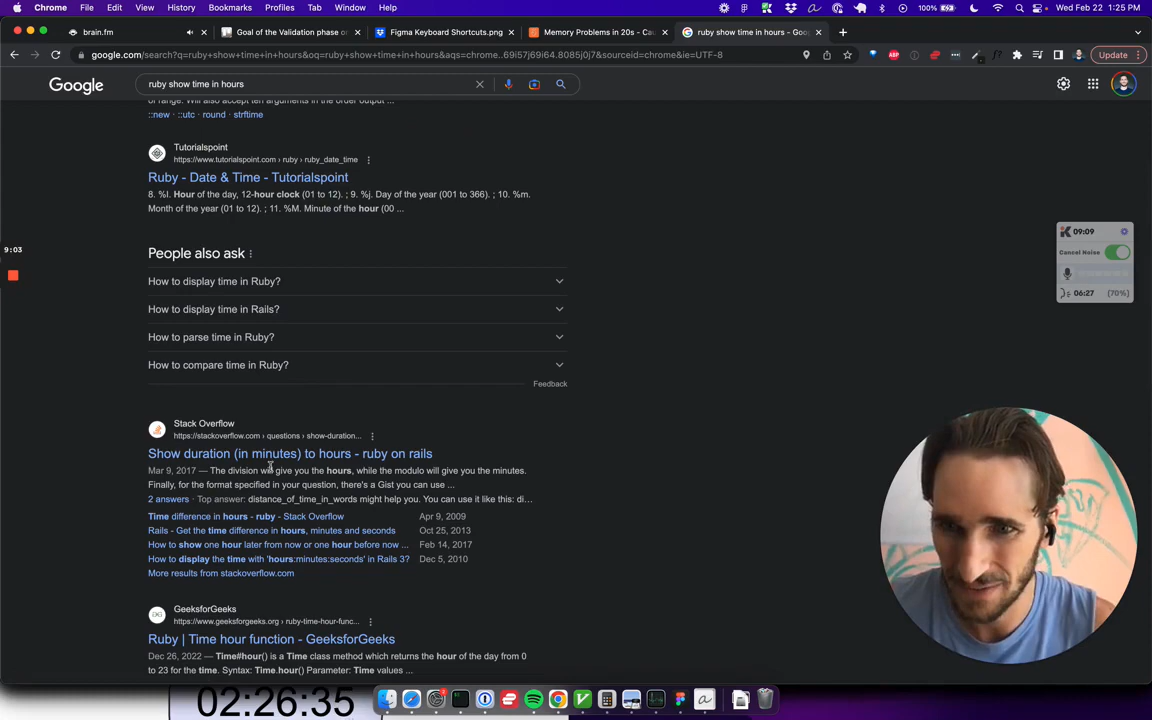 Chrome File Edit View History Bookmarks Profiles Tab Window Help 100% Wed Feb 22 1:25 PM
brain.fm Goal of the Validation phase or Figma Keyboard Shortcuts.png Memory Problems in 20s - Cau ruby show time in hours - Goo
google.com/search?q=ruby+show+time+in+hours&oq=ruby+show+time+in+hours+&aqs=chrome..69i57j69i64.8085j0j7&sourceid=chrome&ie=UTF-8 Update
Google ruby show time in hours
of range. Will also accept ten arguments in the order output ...
::new · ::utc · round · strftime
Tutorialspoint
https://www.tutorialspoint.com › ruby › ruby_date_time
Ruby - Date & Time - Tutorialspoint
8. %I. Hour of the day, 12-hour clock (01 to 12). ; 9. %j. Day of the year (001 to 366). ; 10. %m.
Month of the year (01 to 12). ; 11. %M. Minute of the hour (00 ...
09:09
9:03
Cancel Noise
06:27 (70%)
People also ask
How to display time in Ruby?
How to display time in Rails?
How to parse time in Ruby?
How to compare time in Ruby?
Feedback
Stack Overflow
https://stackoverflow.com › questions › show-duration...
Show duration (in minutes) to hours - ruby on rails
Mar 9, 2017 — The division will give you the hours, while the modulo will give you the minutes.
Finally, for the format specified in your question, there's a Gist you can use ...
2 answers · Top answer: distance_of_time_in_words might help you. You can use it like this: di...
Time difference in hours - ruby - Stack Overflow Apr 9, 2009
Rails - Get the time difference in hours, minutes and seconds Oct 25, 2013
How to show one hour later from now or one hour before now ... Feb 14, 2017
How to display the time with 'hours:minutes:seconds' in Rails 3? Dec 5, 2010
More results from stackoverflow.com
GeeksforGeeks
https://www.geeksforgeeks.org › ruby-time-hour-func...
Ruby | Time hour function - GeeksforGeeks
Dec 26, 2022 — Time#hour() is a Time class method which returns the hour of the day from 0
to 23 for the time. Syntax: Time.hour() Parameter: Time values ...
02:26:35